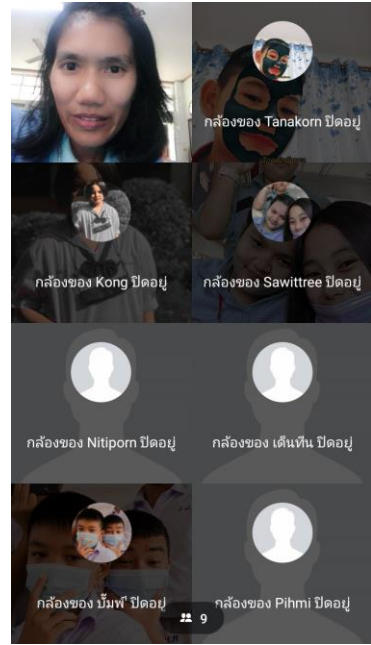 กล้องของ Tanakorn ปิดอยู่
กล้องของ Kong ปิดอยู่
กล้องของ Sawittree ปิดอยู่
กล้องของ Nitiporn ปิดอยู่
กล้องของ เด็นทีน ปิดอยู่
กล้องของ ปั๊มพ์ ปิดอยู่
กล้องของ Pihmi ปิดอยู่
9